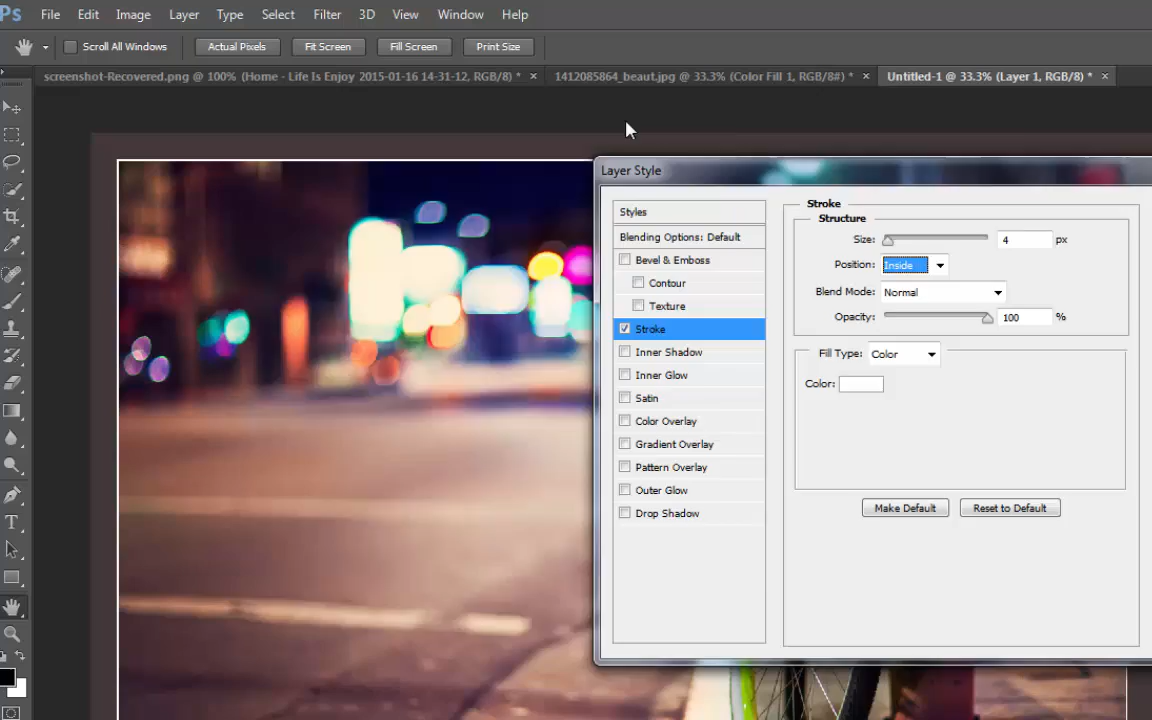 Ps File Edit Image Layer Type Select Filter 3D View Window Help
Scroll All Windows Actual Pixels Fit Screen Fill Screen Print Size
screenshot-Recovered.png @ 100% (Home - Life Is Enjoy 2015-01-16 14-31-12, RGB/8) * × 1412085864_beaut.jpg @ 33.3% (Color Fill 1, RGB/8#) * × Untitled-1 @ 33.3% (Layer 1, RGB/8) * ×
Layer Style
Styles
Blending Options: Default
Bevel & Emboss
Contour
Texture
Stroke
Inner Shadow
Inner Glow
Satin
Color Overlay
Gradient Overlay
Pattern Overlay
Outer Glow
Drop Shadow
Stroke
Structure
Size: 4 px
Position: Inside
Blend Mode: Normal
Opacity: 100 %
Fill Type: Color
Color:
Make Default Reset to Default